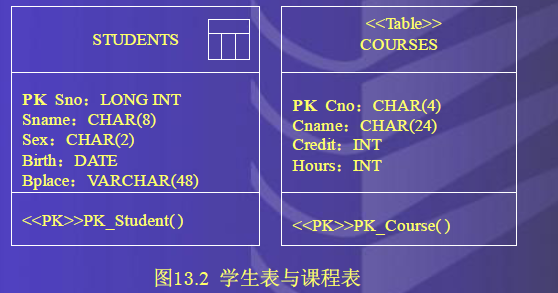 STUDENTS
PK Sno：LONG INT
Sname：CHAR(8)
Sex：CHAR(2)
Birth：DATE
Bplace：VARCHAR(48)
<<PK>>PK_Student( )
<<Table>>
COURSES
PK Cno：CHAR(4)
Cname：CHAR(24)
Credit：INT
Hours：INT
<<PK>>PK_Course( )
图13.2 学生表与课程表